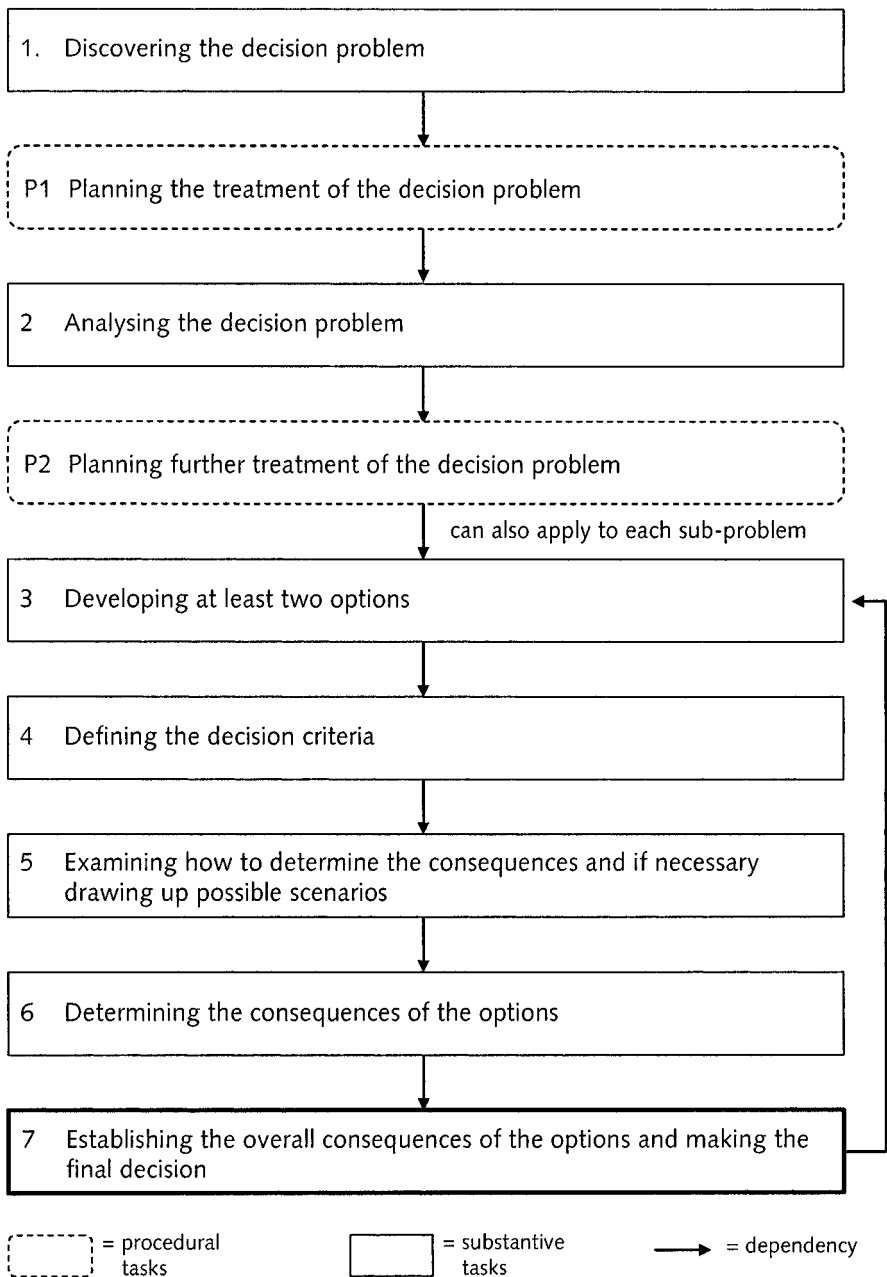 1. Discovering the decision problem
P1 Planning the treatment of the decision problem
2 Analysing the decision problem
P2 Planning further treatment of the decision problem
can also apply to each sub-problem
3 Developing at least two options
4 Defining the decision criteria
5 Examining how to determine the consequences and if necessary
drawing up possible scenarios
6 Determining the consequences of the options
7 Establishing the overall consequences of the options and making the
final decision
= procedural
tasks
= substantive
tasks
= dependency